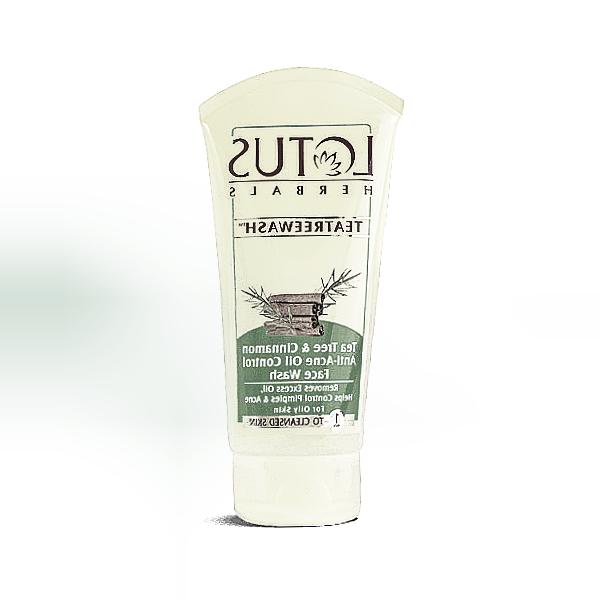 LOTUS
HERBALS
TEATREEWASH™
Tea Tree & Cinnamon
Anti-Acne Oil Control
Face Wash
Removes Excess Oil,
Helps Control Pimples & Acne
For Oily Skin
1 TO CLEANSED SKIN